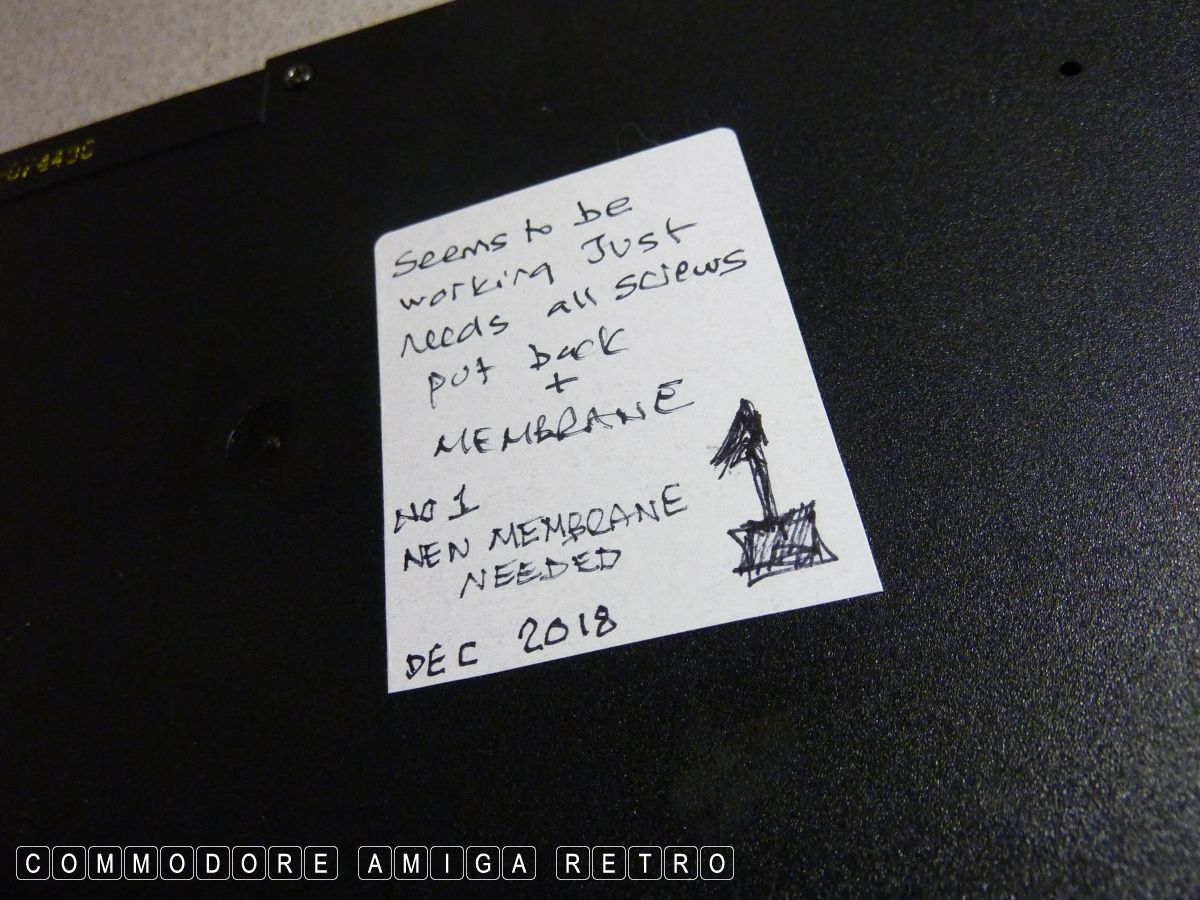 Seems to be
working Just
needs all screws
put back
+
MEMBRANE
NO 1
NEW MEMBRANE
NEEDED
DEC 2018
COMMODORE AMIGA RETRO